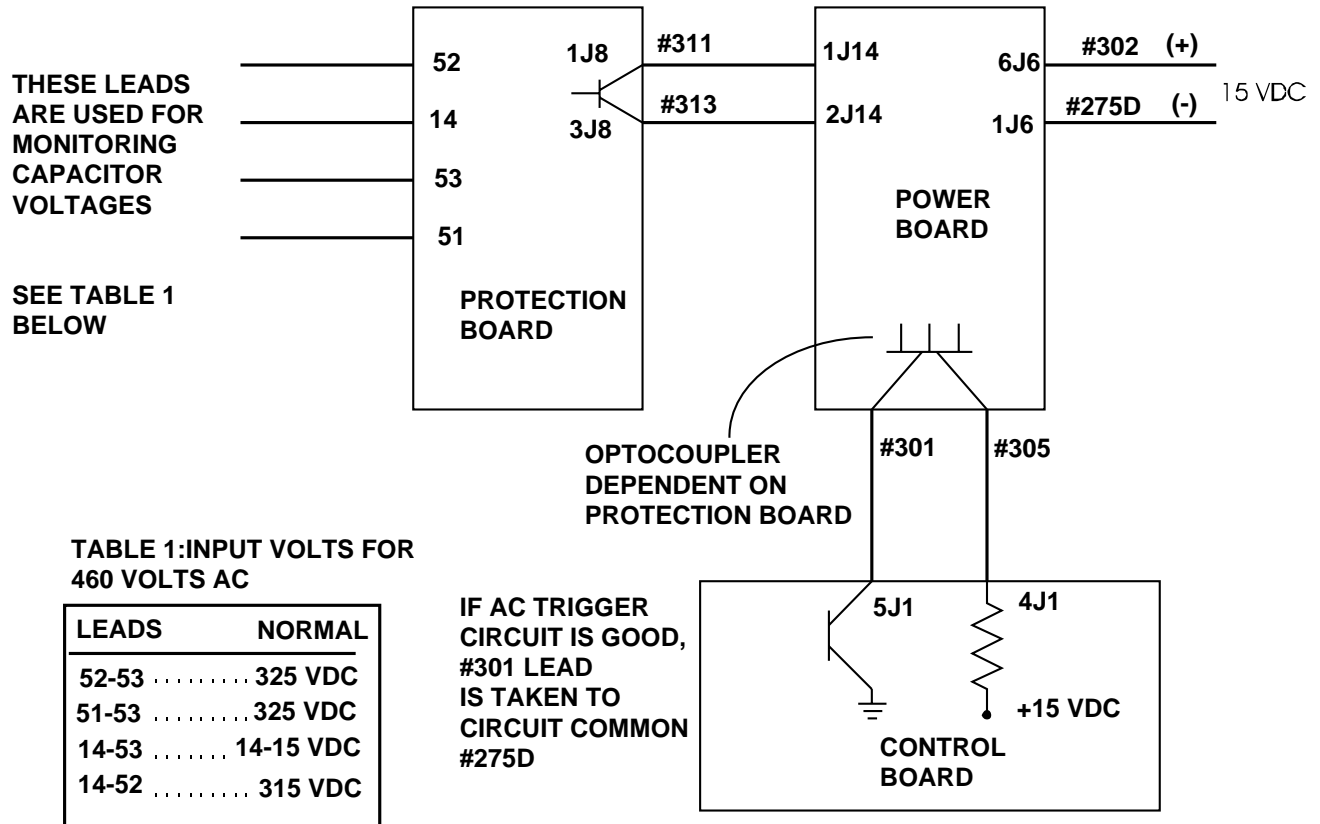 THESE LEADS
ARE USED FOR
MONITORING
CAPACITOR
VOLTAGES
SEE TABLE 1
BELOW
52
14
53
51
1J8
3J8
PROTECTION
BOARD
#311
#313
1J14
2J14
6J6
1J6
POWER
BOARD
#302 (+)
#275D (-)
15 VDC
OPTOCOUPLER
DEPENDENT ON
PROTECTION BOARD
#301
#305
TABLE 1:INPUT VOLTS FOR
460 VOLTS AC
LEADS NORMAL
52-53 ......... 325 VDC
51-53 ......... 325 VDC
14-53 ....... 14-15 VDC
14-52 ......... 315 VDC
IF AC TRIGGER
CIRCUIT IS GOOD,
#301 LEAD
IS TAKEN TO
CIRCUIT COMMON
#275D
5J1
4J1
+15 VDC
CONTROL
BOARD